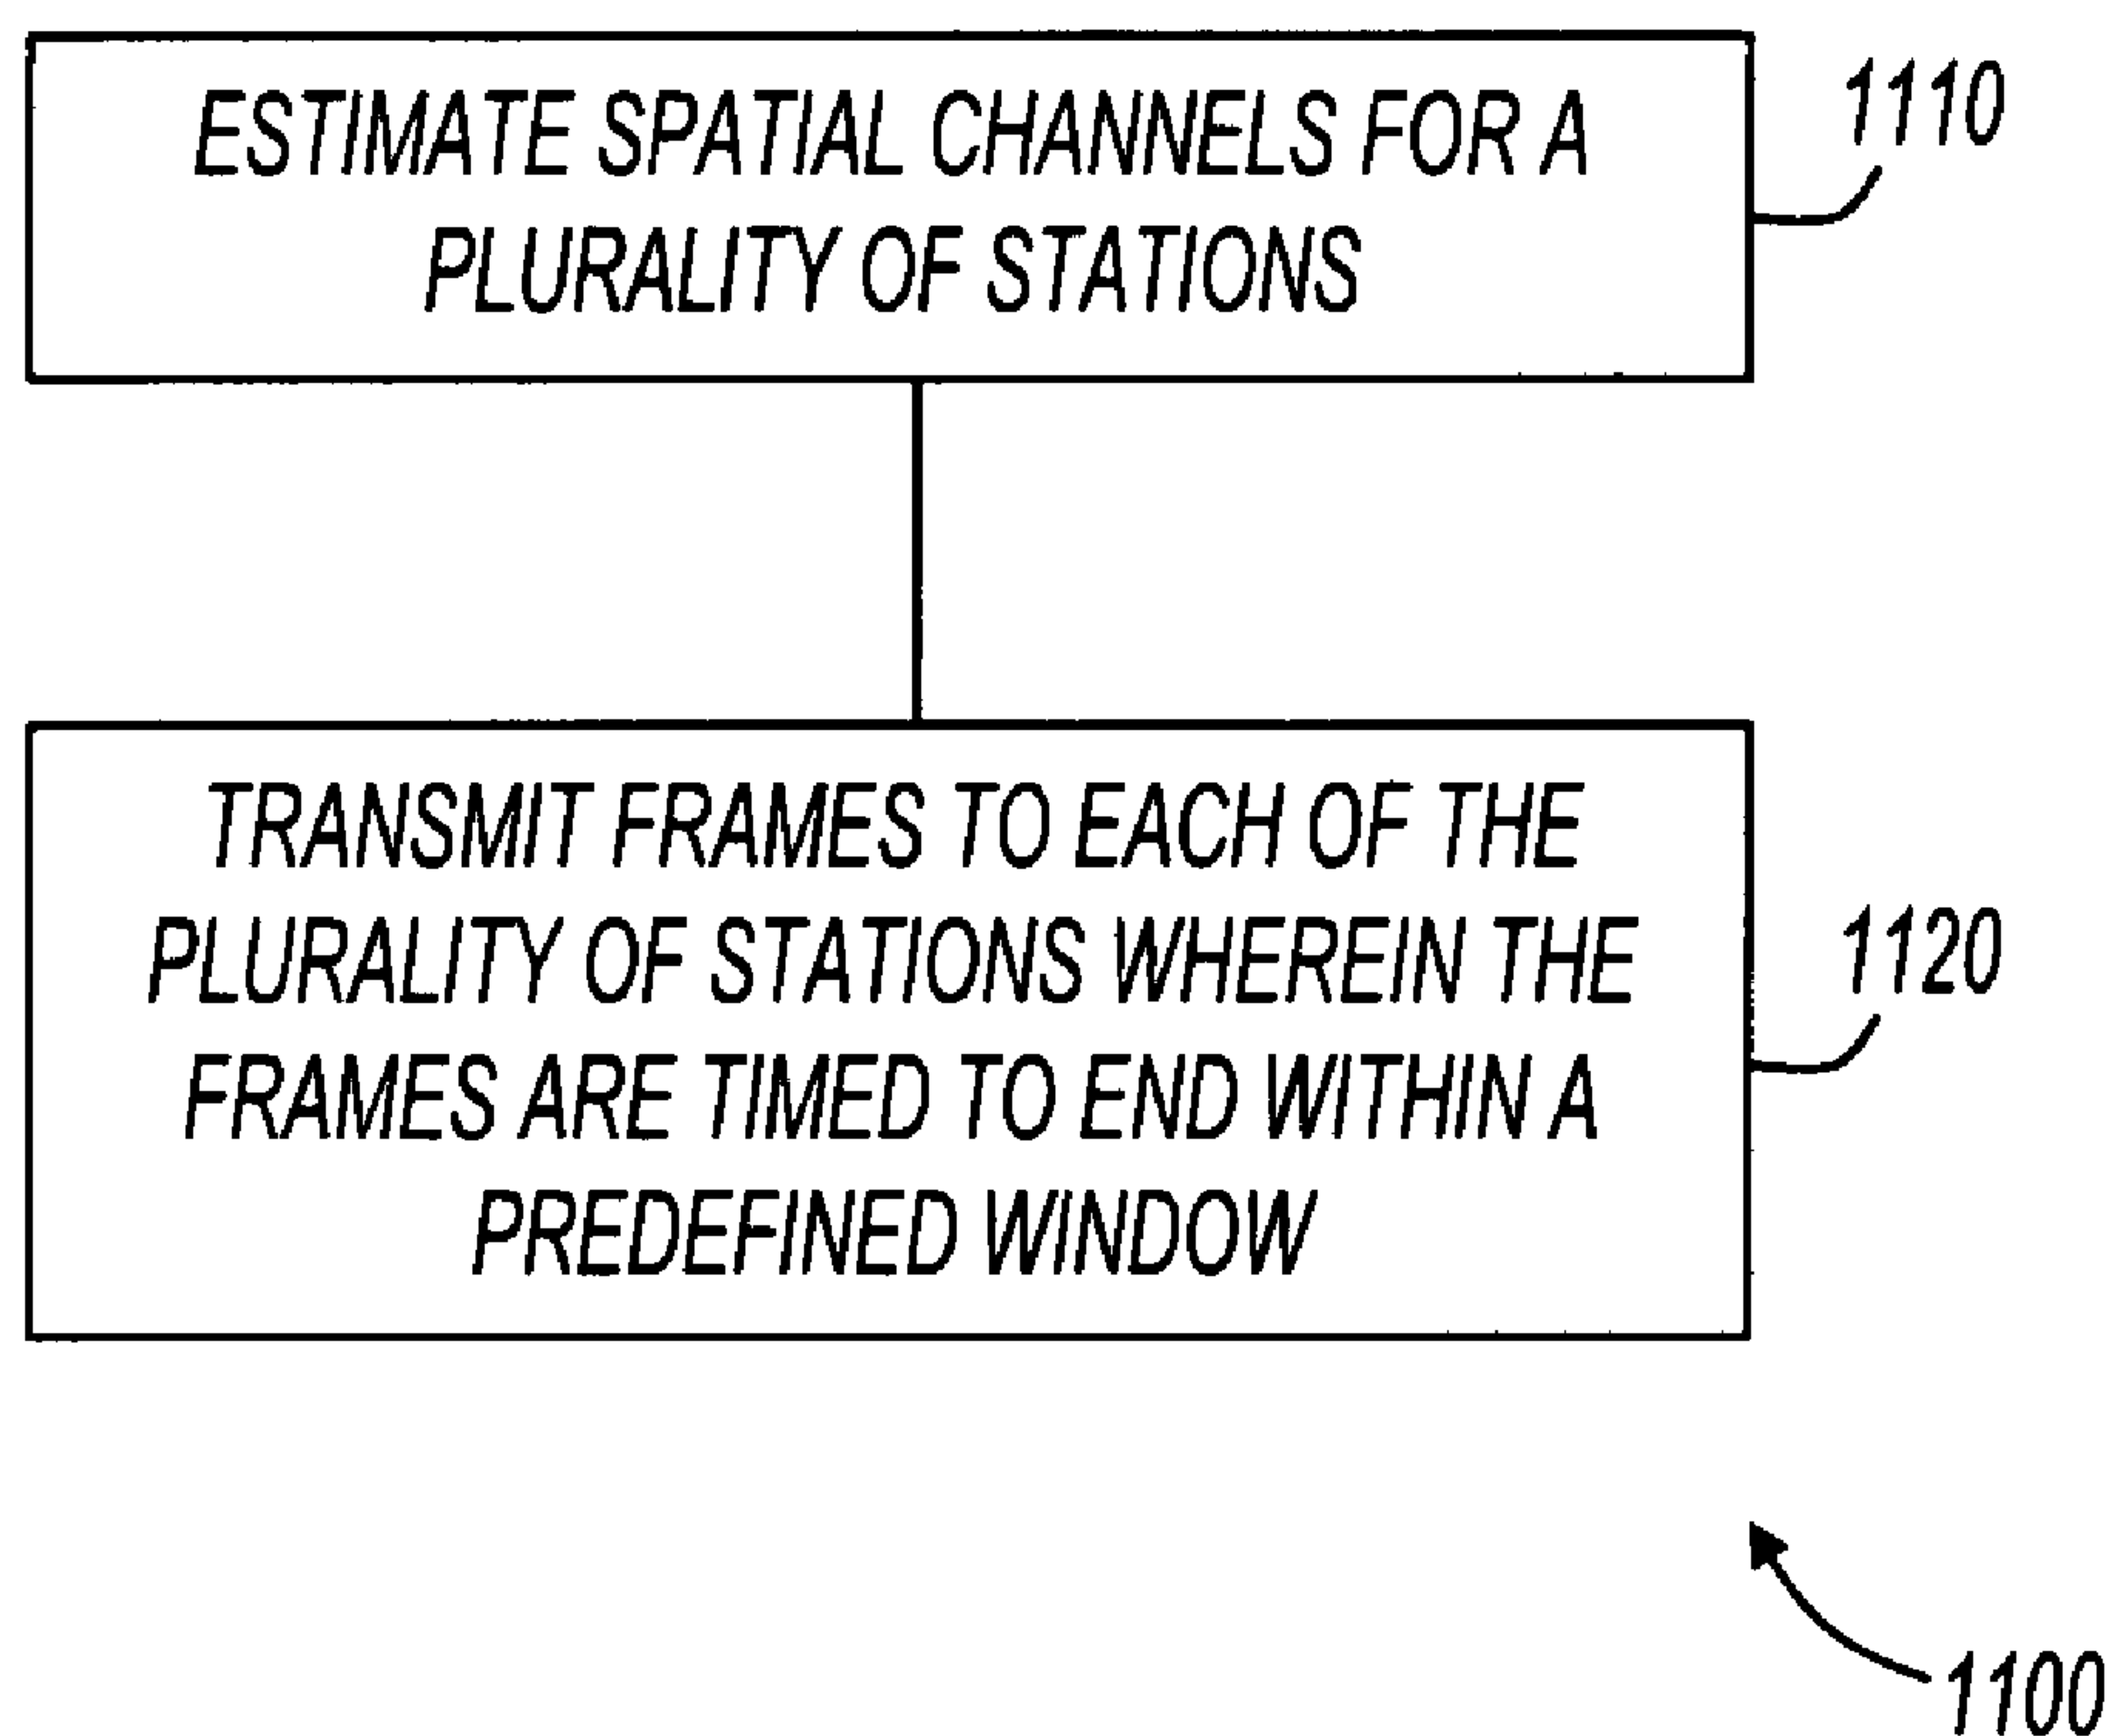 ESTIMATE SPATIAL CHANNELS FOR A
PLURALITY OF STATIONS
1110
TRANSMIT FRAMES TO EACH OF THE
PLURALITY OF STATIONS WHEREIN THE
FRAMES ARE TIMED TO END WITHIN A
PREDEFINED WINDOW
1120
1100